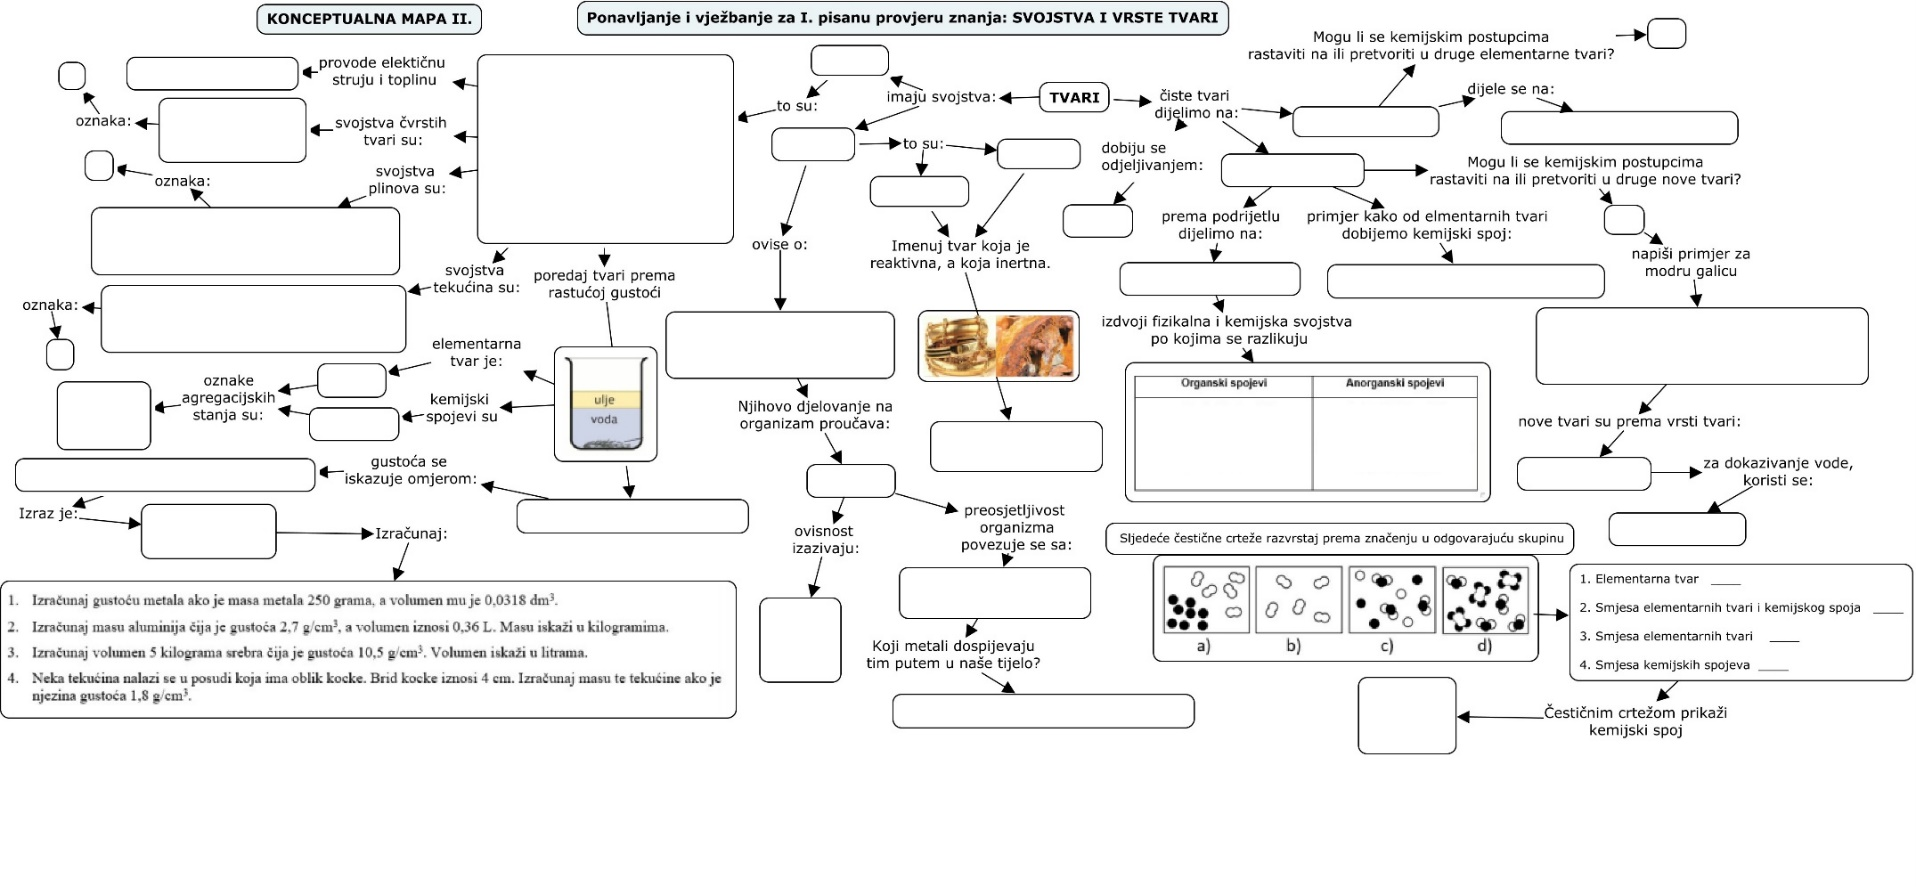 KONCEPTUALNA MAPA II.
Ponavljanje i vježbanje za I. pisanu provjeru znanja: SVOJSTVA I VRSTE TVARI
Mogu li se kemijskim postupcima
rastaviti na ili pretvoriti u druge elementarne tvari?
provode elektičnu
struju i toplinu
oznaka:
svojstva čvrstih
tvari su:
svojstva
plinova su:
oznaka:
svojstva
tekućina su:
oznaka:
poredaj tvari prema
rastućoj gustoći
to su:
imaju svojstva:
TVARI
čiste tvari
dijelimo na:
dijele se na:
to su:
dobiju se
odjeljivanjem:
Mogu li se kemijskim postupcima
rastaviti na ili pretvoriti u druge nove tvari?
ovise o:
Imenuj tvar koja je
reaktivna, a koja inertna.
prema podrijetlu
dijelimo na:
primjer kako od elmentarnih tvari
dobijemo kemijski spoj:
napiši primjer za
modru galicu
izdvoji fizikalna i kemijska svojstva
po kojima se razlikuju
Organski spojevi
Anorganski spojevi
elementarna
tvar je:
oznake
agregacijskih
stanja su:
kemijski
spojevi su
ulje
voda
Njihovo djelovanje na
organizam proučava:
nove tvari su prema vrsti tvari:
za dokazivanje vode,
koristi se:
gustoća se
iskazuje omjerom:
Izraz je:
Izračunaj:
ovisnost
izazivaju:
preosjetljivost
organizma
povezuje se sa:
Koji metali dospijevaju
tim putem u naše tijelo?
1. Izračunaj gustoću metala ako je masa metala 250 grama, a volumen mu je 0,0318 dm³.
2. Izračunaj masu aluminija čija je gustoća 2,7 g/cm³, a volumen iznosi 0,36 L. Masu iskaži u kilogramima.
3. Izračunaj volumen 5 kilograma srebra čija je gustoća 10,5 g/cm³. Volumen iskaži u litrama.
4. Neka tekućina nalazi se u posudi koja ima oblik kocke. Brid kocke iznosi 4 cm. Izračunaj masu te tekućine ako je
njezina gustoća 1,8 g/cm³.
Sljedeće čestične crteže razvrstaj prema značenju u odgovarajuću skupinu
a)
b)
c)
d)
1. Elementarna tvar ____
2. Smjesa elementarnih tvari i kemijskog spoja ____
3. Smjesa elementarnih tvari ____
4. Smjesa kemijskih spojeva ____
Čestičnim crtežom prikaži
kemijski spoj